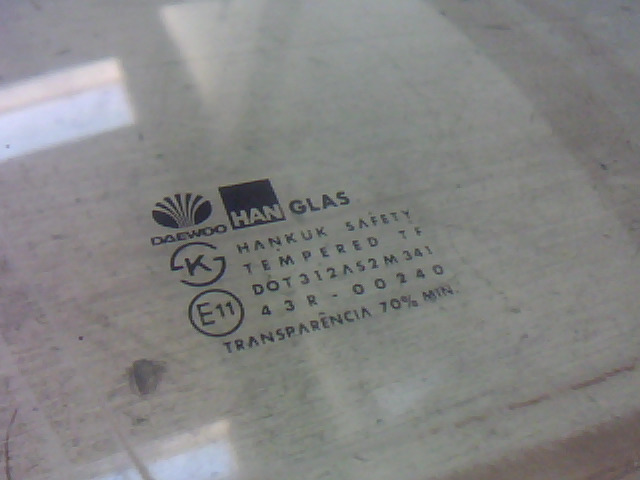 DAEWOO HAN GLAS
HANKUK SAFETY
K TEMPERED TF
DOT312AS2M341
E11 43R-00240
TRANSPARÊNCIA 70% MIN.